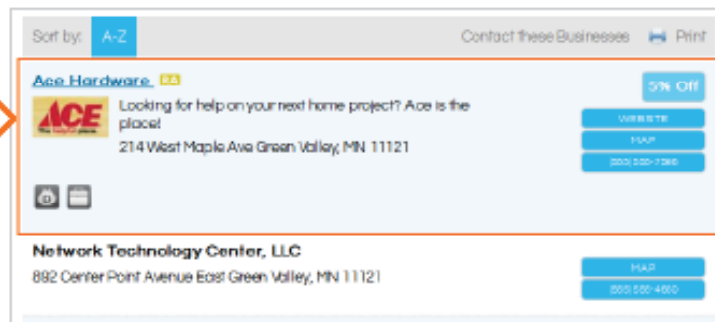 Sort by: A-Z Contact these Businesses Print
Ace Hardware 5% Off
ACE
Looking for help on your next home project? Ace is the
place!
214 West Maple Ave Green Valley, MN 11121
WEBSITE
MAP
Network Technology Center, LLC
892 Center Point Avenue East Green Valley, MN 11121
MAP